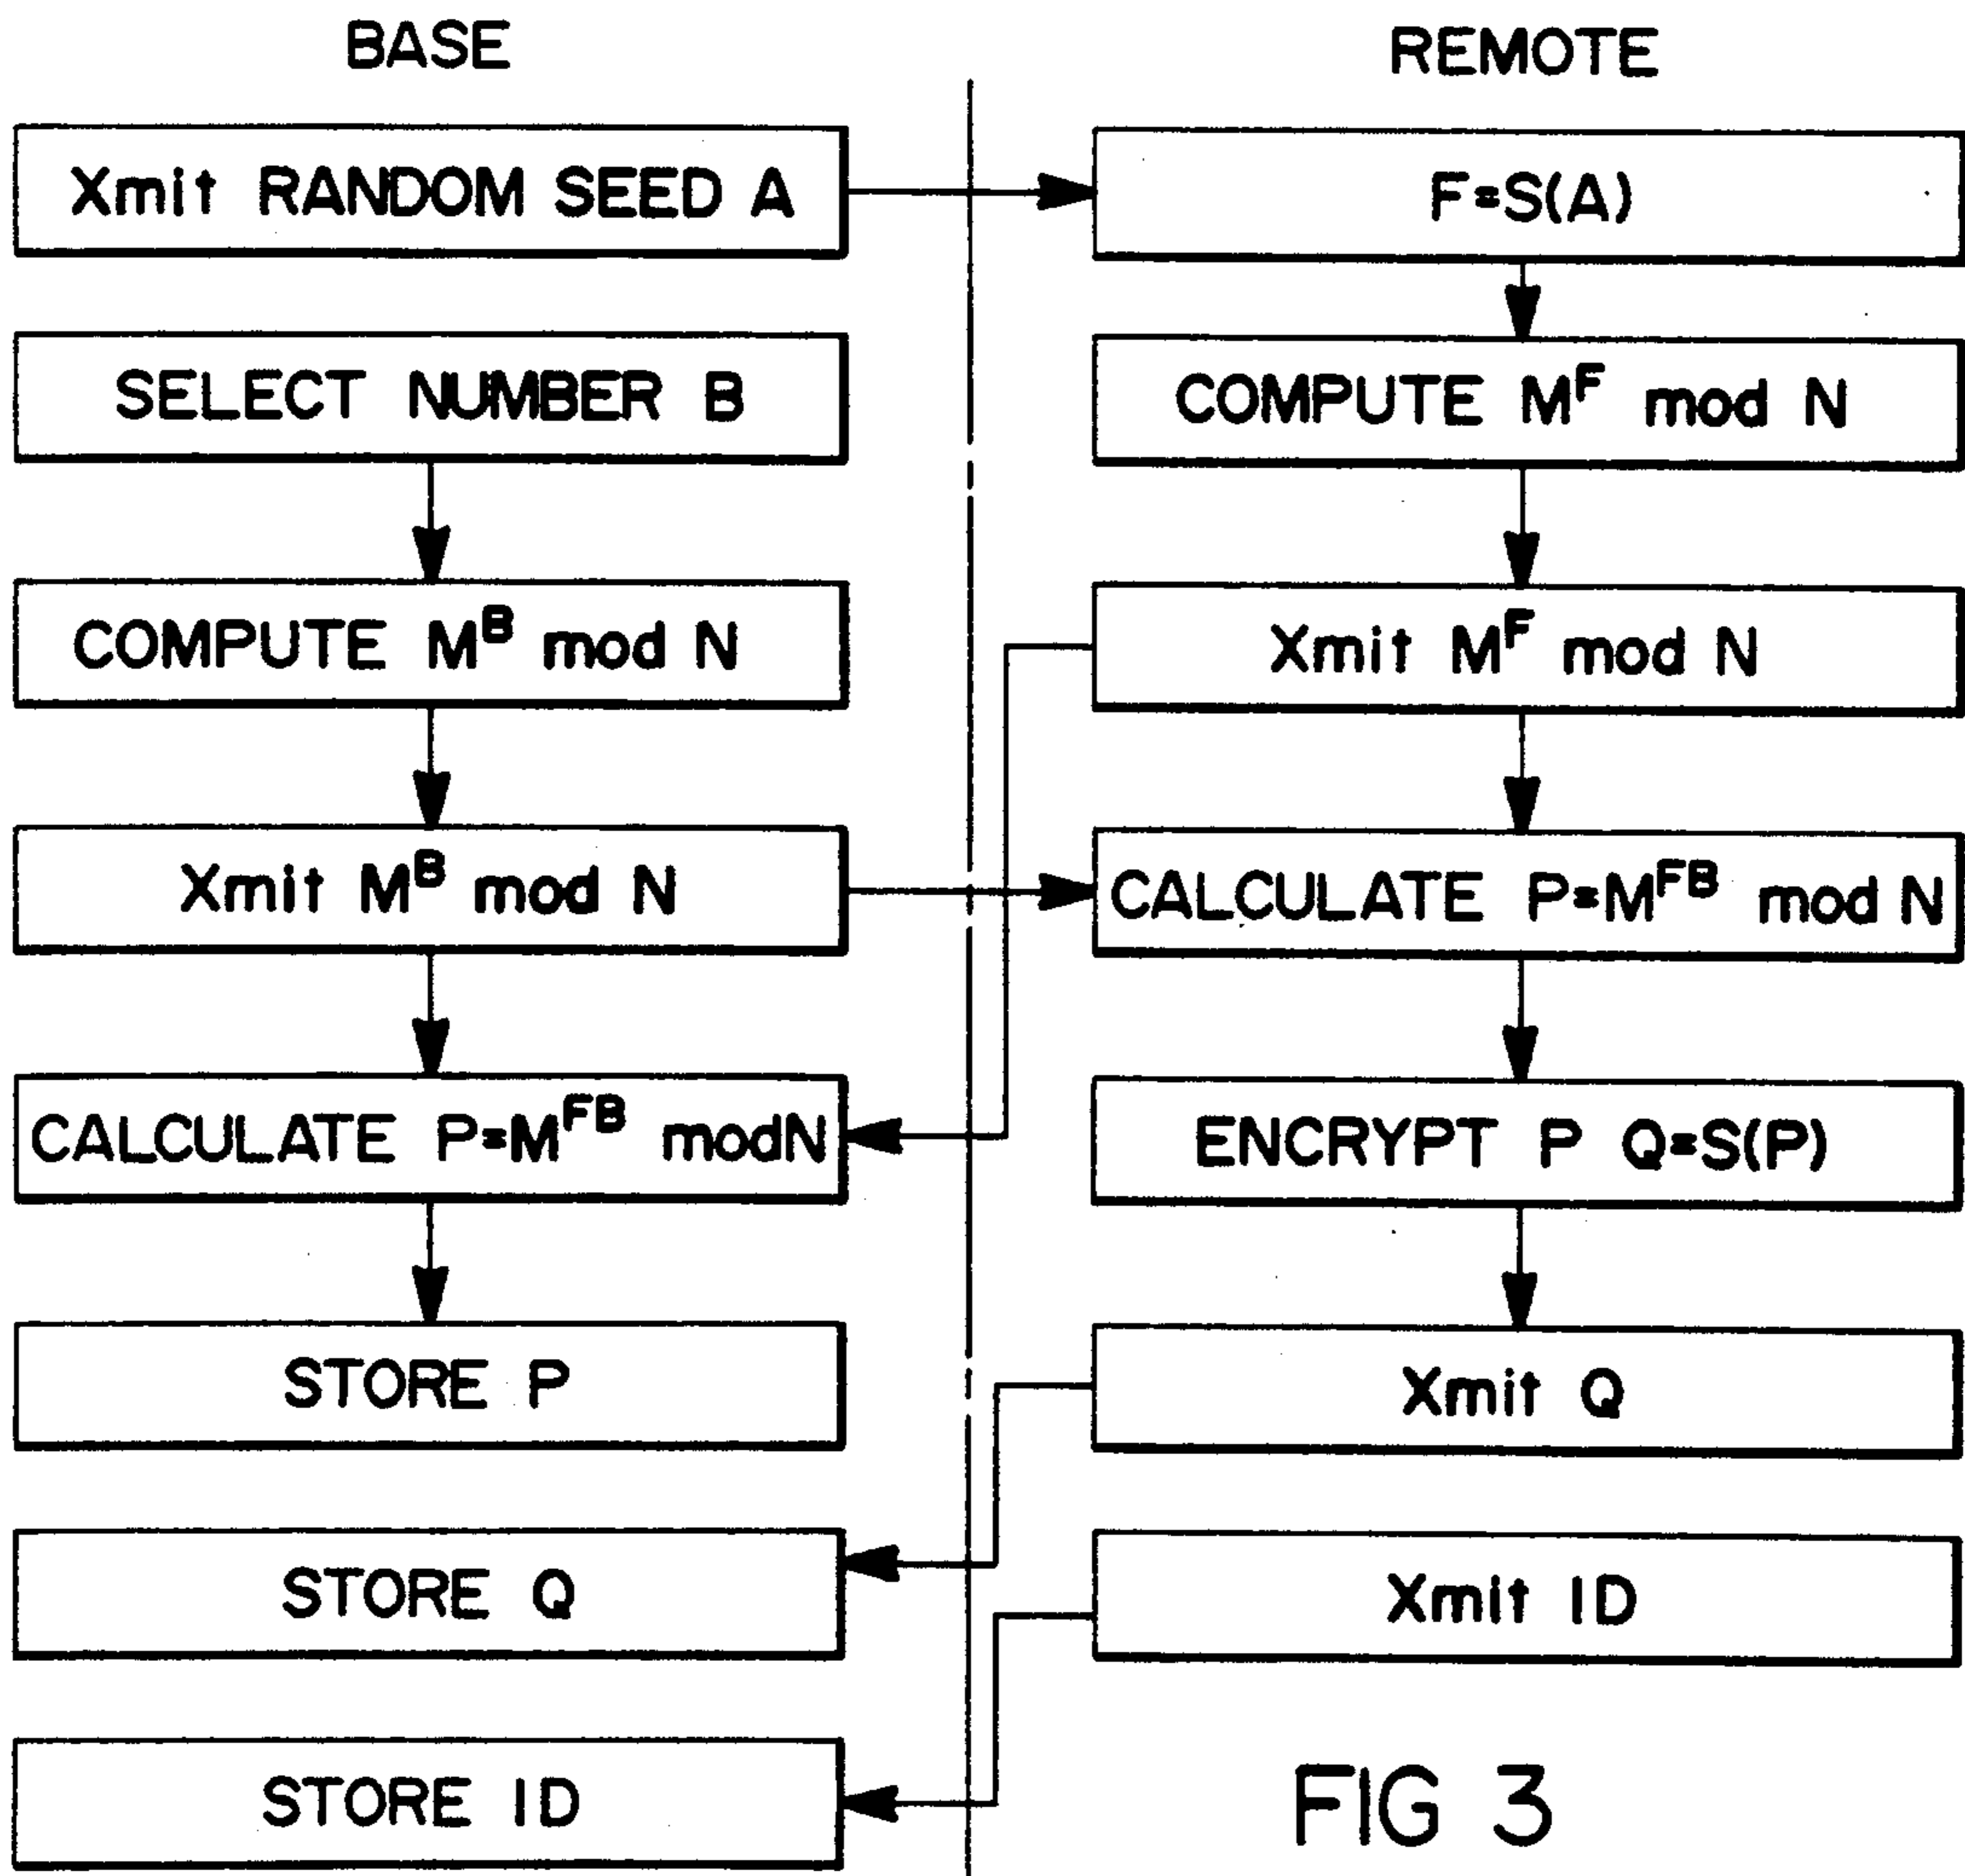 BASE
REMOTE
Xmit RANDOM SEED A
F=S(A)
SELECT NUMBER B
COMPUTE M^F mod N
COMPUTE M^B mod N
Xmit M^F mod N
Xmit M^B mod N
CALCULATE P=M^FB mod N
CALCULATE P=M^FB modN
ENCRYPT P Q=S(P)
STORE P
Xmit Q
STORE Q
Xmit ID
STORE ID
FIG 3